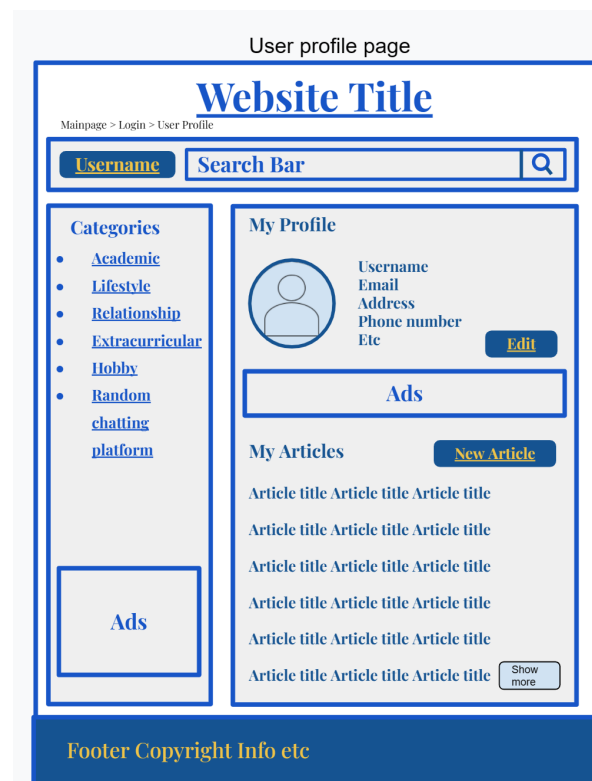 User profile page
Website Title
Mainpage > Login > User Profile
Username
Search Bar
Categories
Academic
Lifestyle
Relationship
Extracurricular
Hobby
Random
chatting
platform
Ads
My Profile
Username
Email
Address
Phone number
Etc
Edit
Ads
My Articles
New Article
Article title Article title Article title
Article title Article title Article title
Article title Article title Article title
Article title Article title Article title
Article title Article title Article title
Article title Article title Article title
Show
more
Footer Copyright Info etc